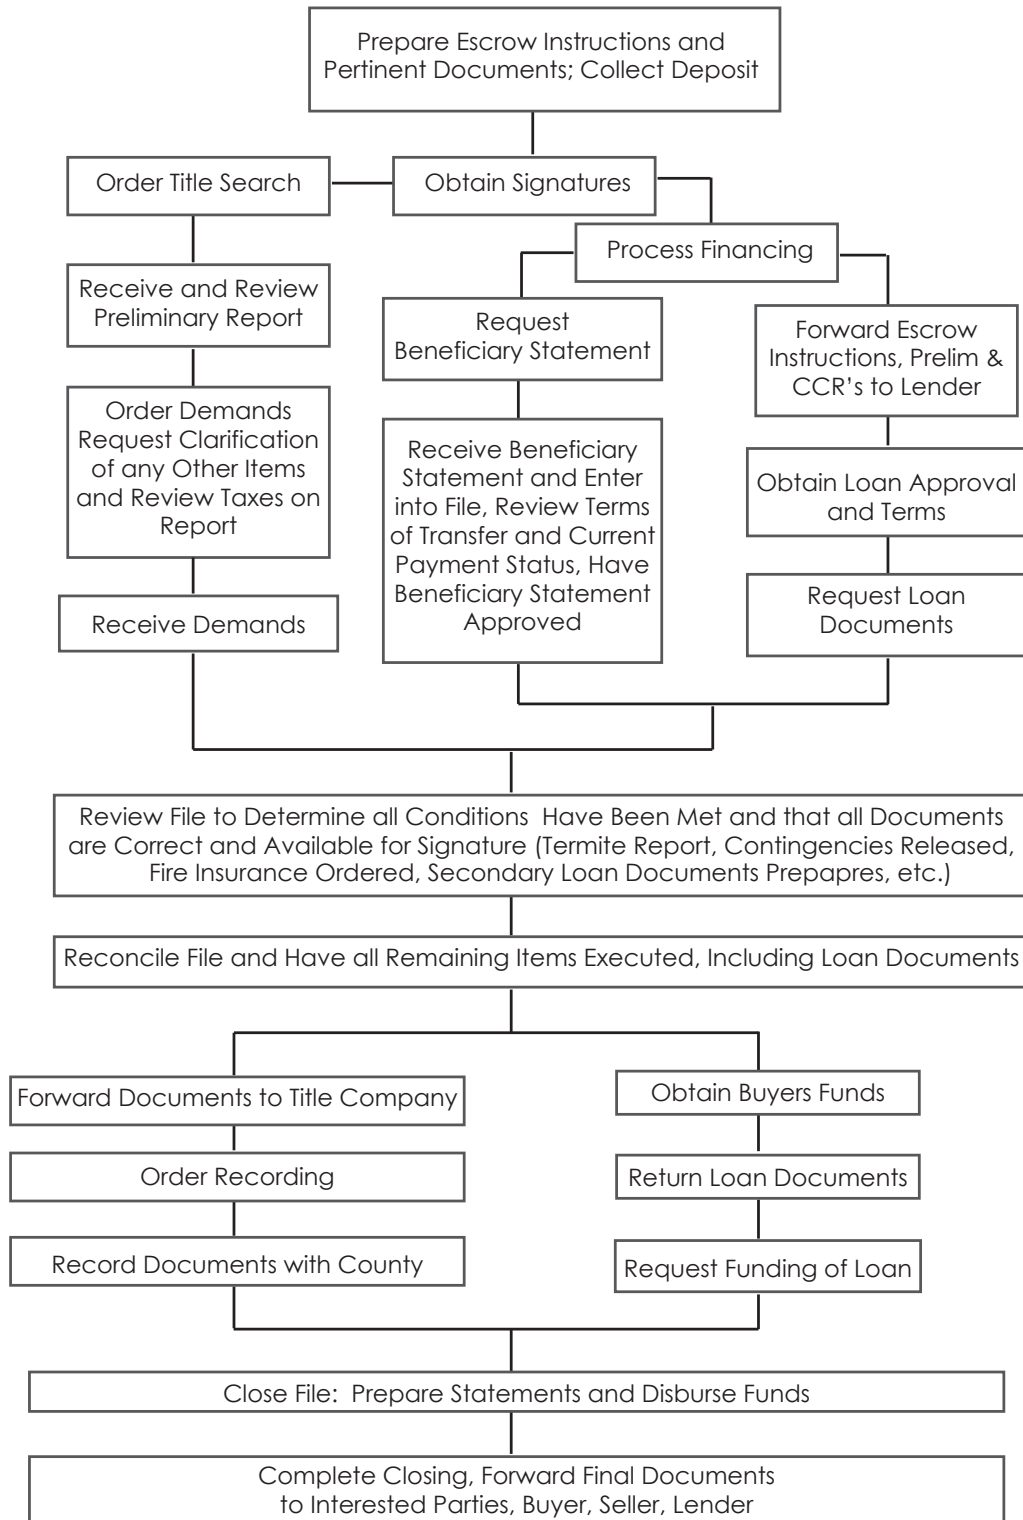 Prepare Escrow Instructions and
Pertinent Documents; Collect Deposit
Order Title Search
Obtain Signatures
Process Financing
Receive and Review
Preliminary Report
Order Demands
Request Clarification
of any Other Items
and Review Taxes on
Report
Receive Demands
Request
Beneficiary Statement
Receive Beneficiary
Statement and Enter
into File, Review Terms
of Transfer and Current
Payment Status, Have
Beneficiary Statement
Approved
Forward Escrow
Instructions, Prelim &
CCR's to Lender
Obtain Loan Approval
and Terms
Request Loan
Documents
Review File to Determine all Conditions Have Been Met and that all Documents
are Correct and Available for Signature (Termite Report, Contingencies Released,
Fire Insurance Ordered, Secondary Loan Documents Prepapres, etc.)
Reconcile File and Have all Remaining Items Executed, Including Loan Documents
Forward Documents to Title Company
Order Recording
Record Documents with County
Obtain Buyers Funds
Return Loan Documents
Request Funding of Loan
Close File: Prepare Statements and Disburse Funds
Complete Closing, Forward Final Documents
to Interested Parties, Buyer, Seller, Lender